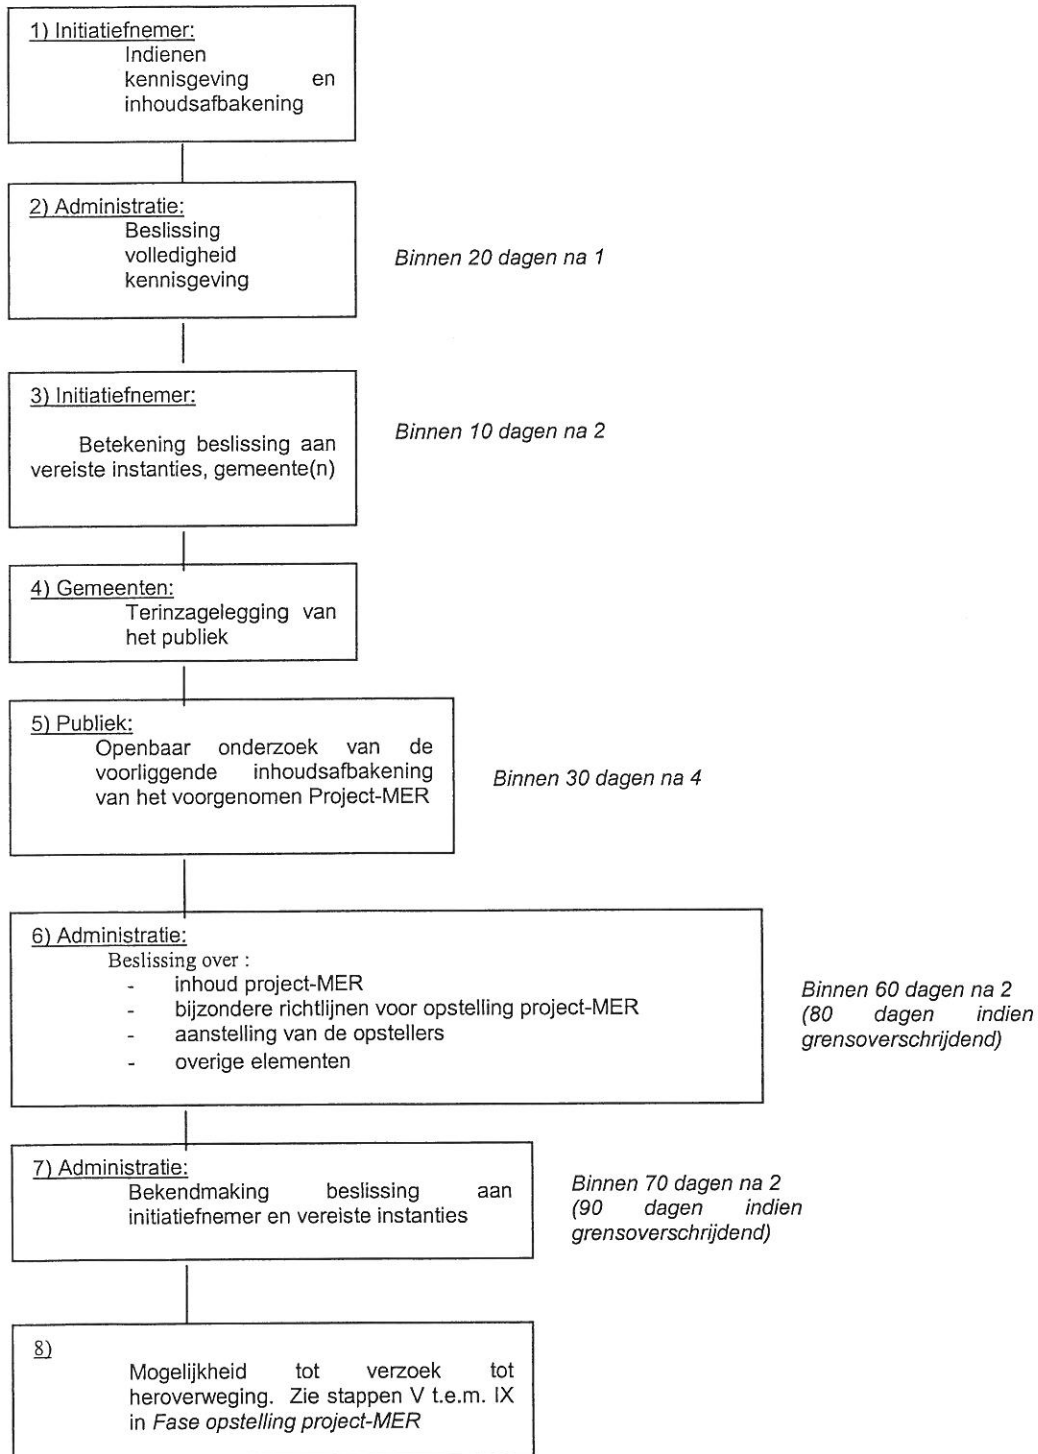 1) Initiatiefnemer:
Indienen
kennisgeving en
inhoudsafbakening
2) Administratie:
Beslissing
volledigheid
kennisgeving
Binnen 20 dagen na 1
3) Initiatiefnemer:
Betekening beslissing aan
vereiste instanties, gemeente(n)
Binnen 10 dagen na 2
4) Gemeenten:
Terinzagelegging van
het publiek
5) Publiek:
Openbaar onderzoek van de
voorliggende inhoudsafbakening
van het voorgenomen Project-MER
Binnen 30 dagen na 4
6) Administratie:
Beslissing over :
- inhoud project-MER
- bijzondere richtlijnen voor opstelling project-MER
- aanstelling van de opstellers
- overige elementen
Binnen 60 dagen na 2
(80 dagen indien
grensoverschrijdend)
7) Administratie:
Bekendmaking beslissing aan
initiatiefnemer en vereiste instanties
Binnen 70 dagen na 2
(90 dagen indien
grensoverschrijdend)
8)
Mogelijkheid tot verzoek tot
heroverweging. Zie stappen V t.e.m. IX
in Fase opstelling project-MER